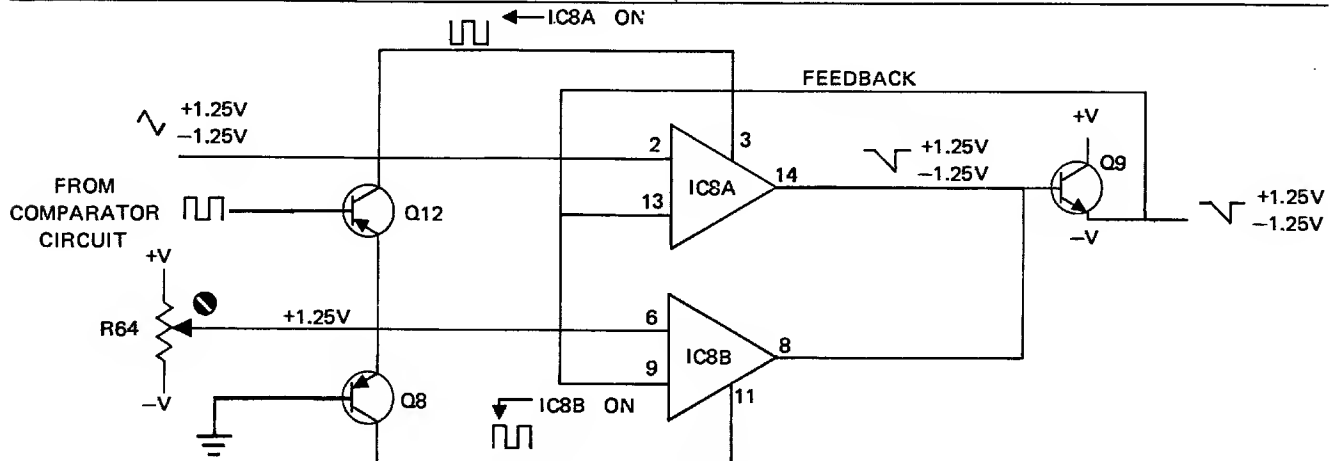 IC8A ON
FEEDBACK
+1.25V
−1.25V
+V
2
3
Q9
IC8A
14
+1.25V
−1.25V
+1.25V
−1.25V
FROM
COMPARATOR
CIRCUIT
Q12
13
−V
+V
R64
+1.25V
6
IC8B
8
9
−V
Q8
IC8B ON
11